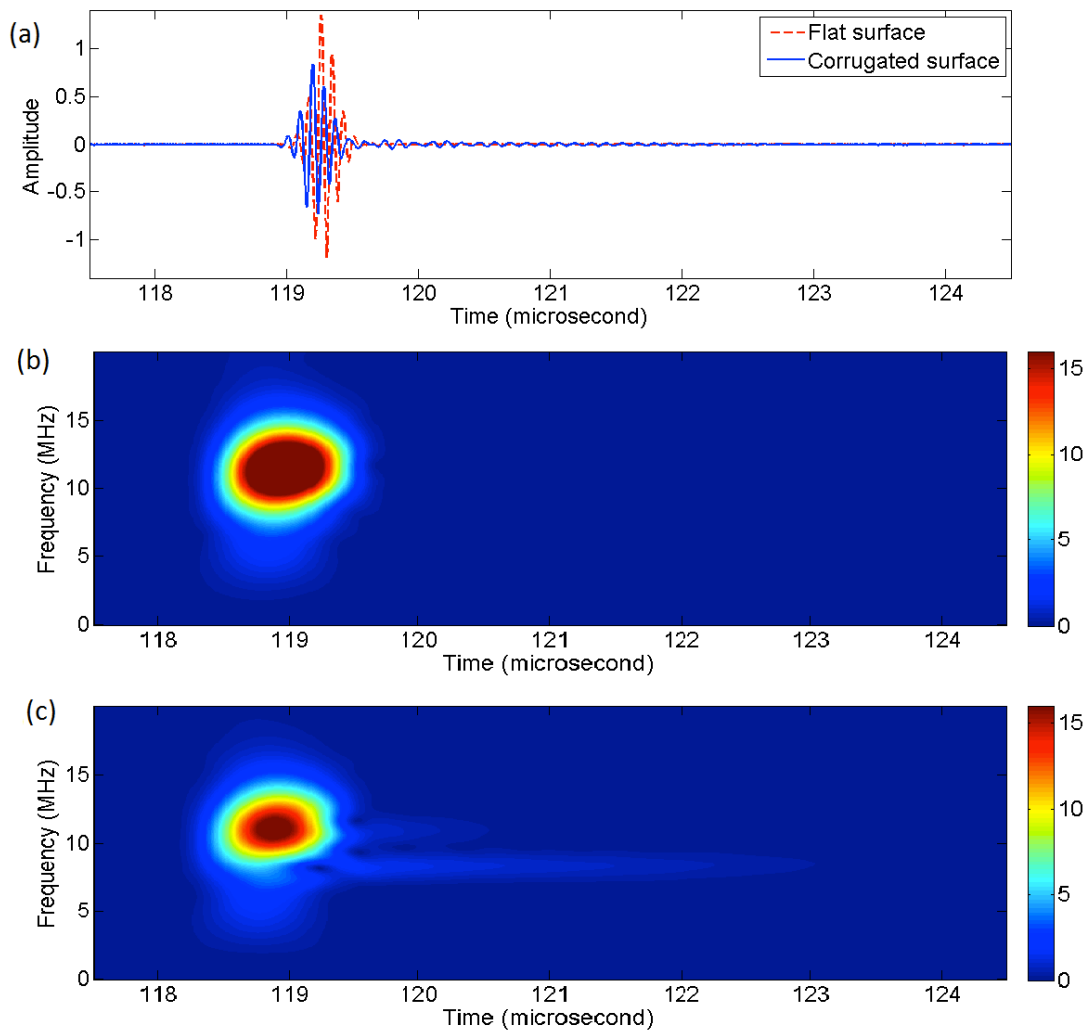 (a)
Flat surface
Corrugated surface
1
0.5
0
-0.5
-1
Amplitude
118 119 120 121 122 123 124
Time (microsecond)
(b)
15
10
5
0
Frequency (MHz)
118 119 120 121 122 123 124
Time (microsecond)
15
10
5
0
(c)
15
10
5
0
Frequency (MHz)
118 119 120 121 122 123 124
Time (microsecond)
15
10
5
0